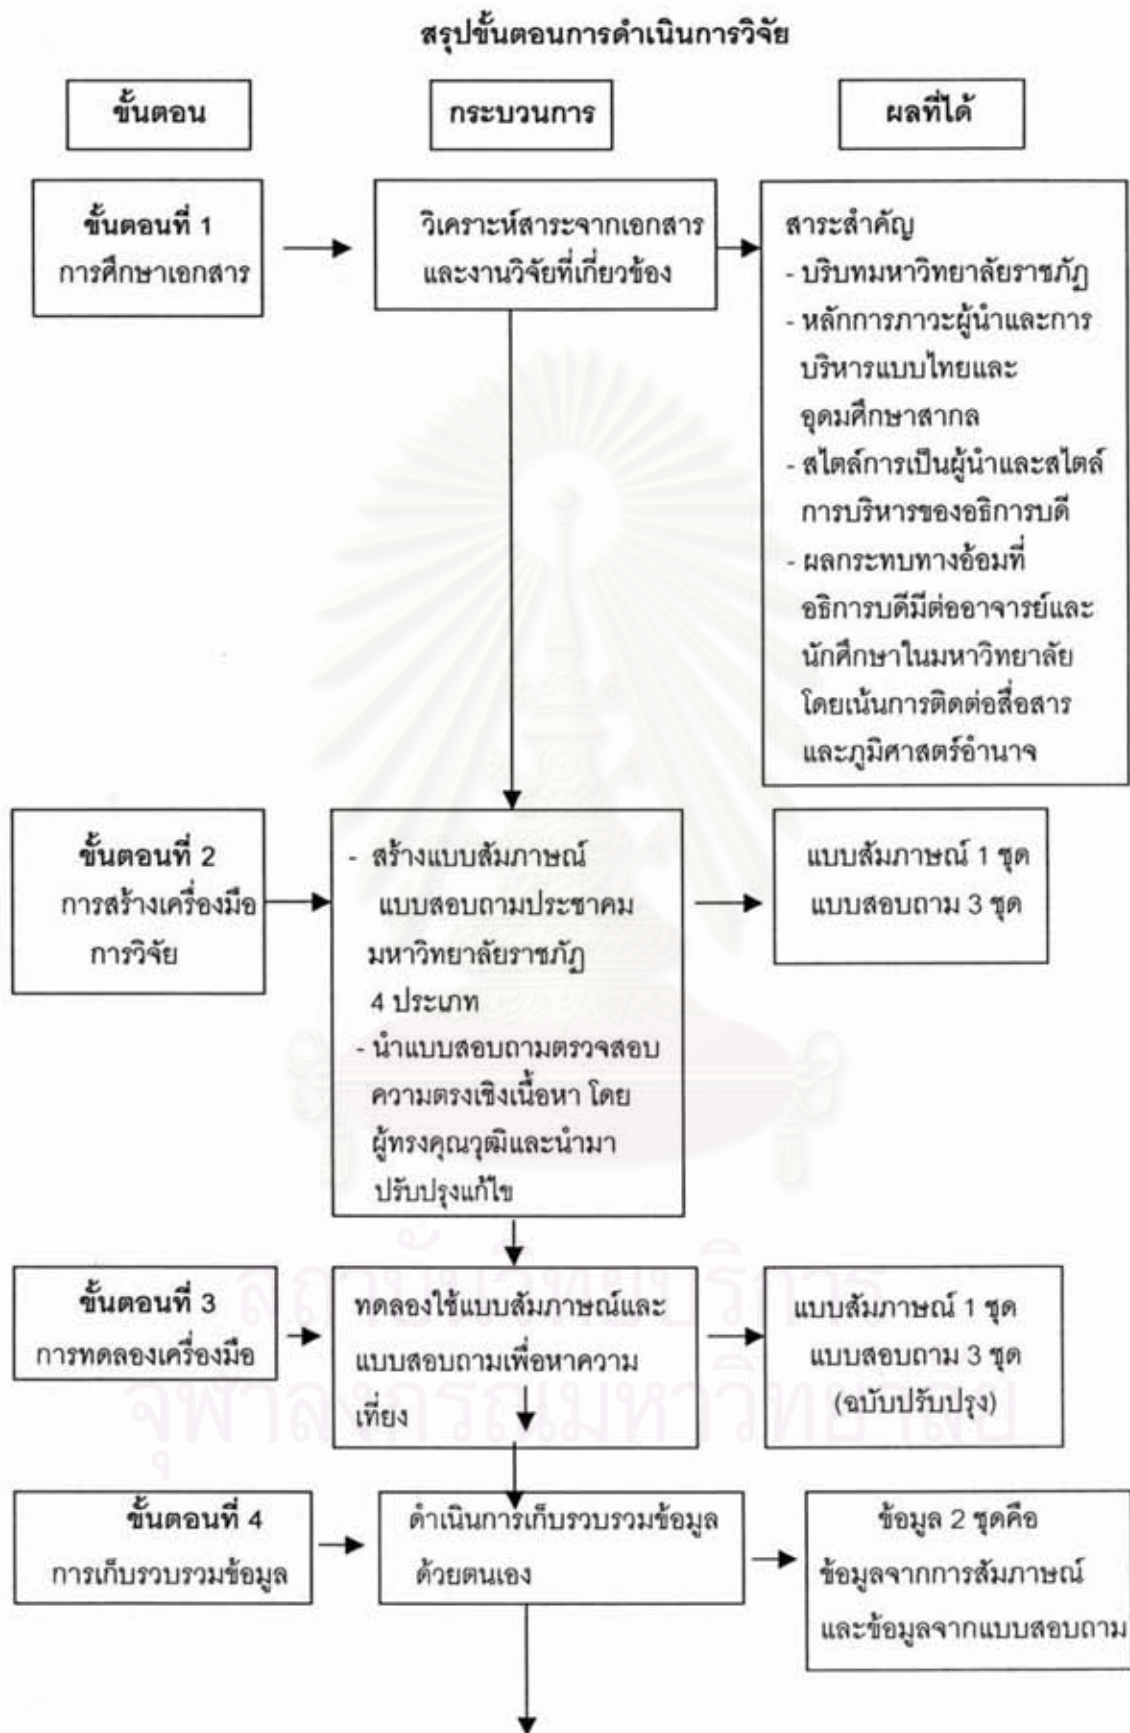 สรุปขั้นตอนการดำเนินการวิจัย
ขั้นตอน
กระบวนการ
ผลที่ได้
ขั้นตอนที่ 1
การศึกษาเอกสาร
วิเคราะห์สาระจากเอกสาร
และงานวิจัยที่เกี่ยวข้อง
สาระสำคัญ
- บริบทมหาวิทยาลัยราชภัฏ
- หลักการภาวะผู้นำและการ
บริหารแบบไทยและ
อุดมศึกษาสากล
- สไตล์การเป็นผู้นำและสไตล์
การบริหารของอธิการบดี
- ผลกระทบทางอ้อมที่
อธิการบดีมีต่ออาจารย์และ
นักศึกษาในมหาวิทยาลัย
โดยเน้นการติดต่อสื่อสาร
และภูมิศาสตร์อำนาจ
ขั้นตอนที่ 2
การสร้างเครื่องมือ
การวิจัย
- สร้างแบบสัมภาษณ์
แบบสอบถามประชาคม
มหาวิทยาลัยราชภัฏ
4 ประเภท
- นำแบบสอบถามตรวจสอบ
ความตรงเชิงเนื้อหา โดย
ผู้ทรงคุณวุฒิและนำมา
ปรับปรุงแก้ไข
แบบสัมภาษณ์ 1 ชุด
แบบสอบถาม 3 ชุด
ขั้นตอนที่ 3
การทดลองเครื่องมือ
ทดลองใช้แบบสัมภาษณ์และ
แบบสอบถามเพื่อหาความ
เที่ยง
แบบสัมภาษณ์ 1 ชุด
แบบสอบถาม 3 ชุด
(ฉบับปรับปรุง)
ขั้นตอนที่ 4
การเก็บรวบรวมข้อมูล
ดำเนินการเก็บรวบรวมข้อมูล
ด้วยตนเอง
ข้อมูล 2 ชุดคือ
ข้อมูลจากการสัมภาษณ์
และข้อมูลจากแบบสอบถาม
สถาบันวิทยบริการ
จุฬาลงกรณ์มหาวิทยาลัย